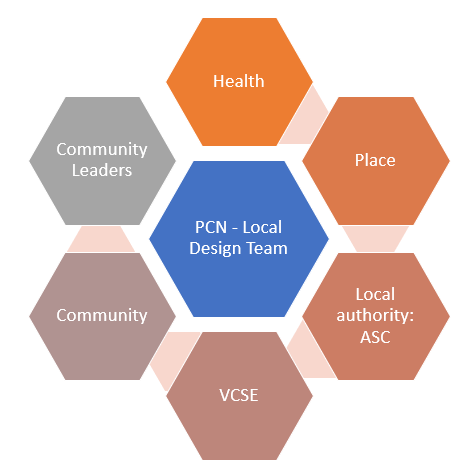 Health
Community
Leaders
Place
PCN - Local
Design Team
Community
Local
authority:
ASC
VCSE